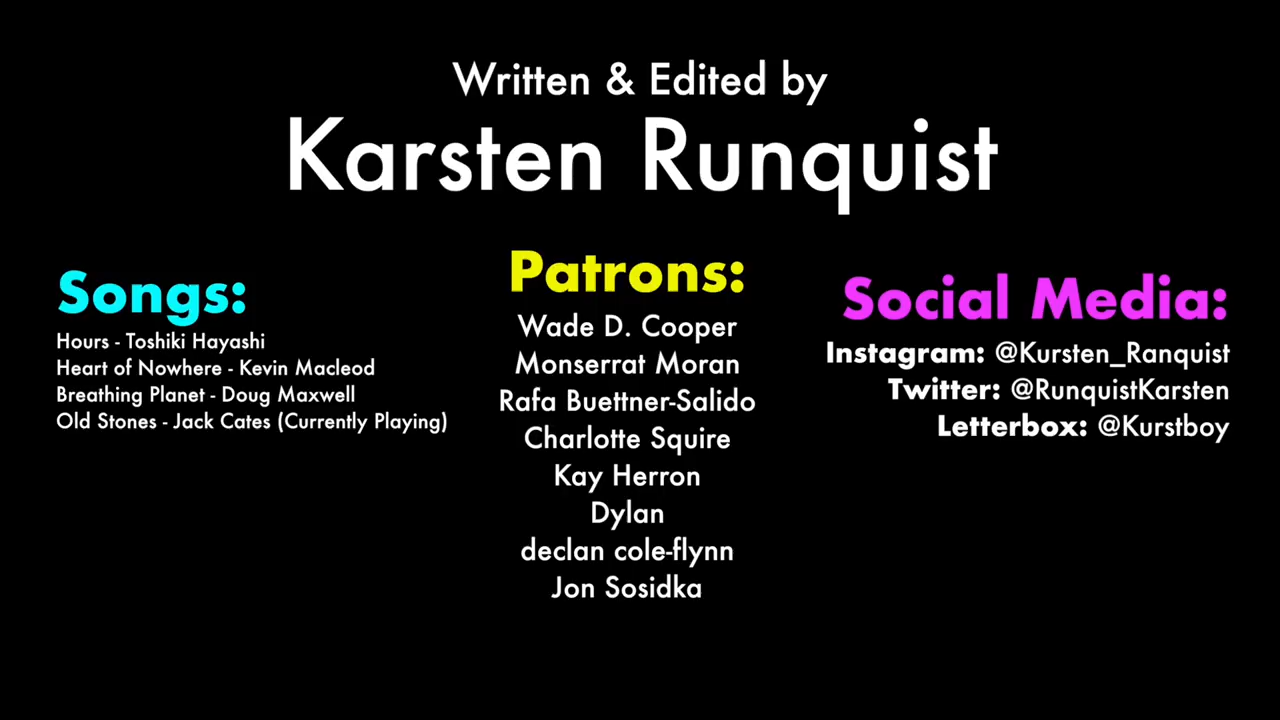 Written & Edited by
Karsten Runquist
Songs:
Hours - Toshiki Hayashi
Heart of Nowhere - Kevin Macleod
Breathing Planet - Doug Maxwell
Old Stones - Jack Cates (Currently Playing)
Patrons:
Wade D. Cooper
Monserrat Moran
Rafa Buettner-Salido
Charlotte Squire
Kay Herron
Dylan
declan cole-flynn
Jon Sosidka
Social Media:
Instagram: @Kursten_Ranquist
Twitter: @RunquistKarsten
Letterbox: @Kurstboy